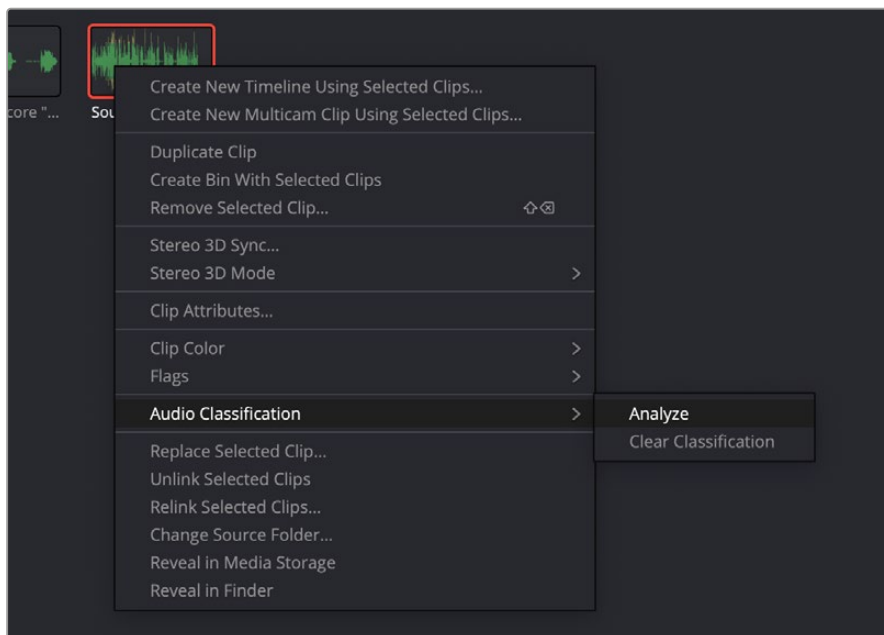 core "...
Sou
Create New Timeline Using Selected Clips...
Create New Multicam Clip Using Selected Clips...
Duplicate Clip
Create Bin With Selected Clips
Remove Selected Clip...
Stereo 3D Sync...
Stereo 3D Mode
Clip Attributes...
Clip Color
Flags
Audio Classification
Analyze
Clear Classification
Replace Selected Clip...
Unlink Selected Clips
Relink Selected Clips...
Change Source Folder...
Reveal in Media Storage
Reveal in Finder